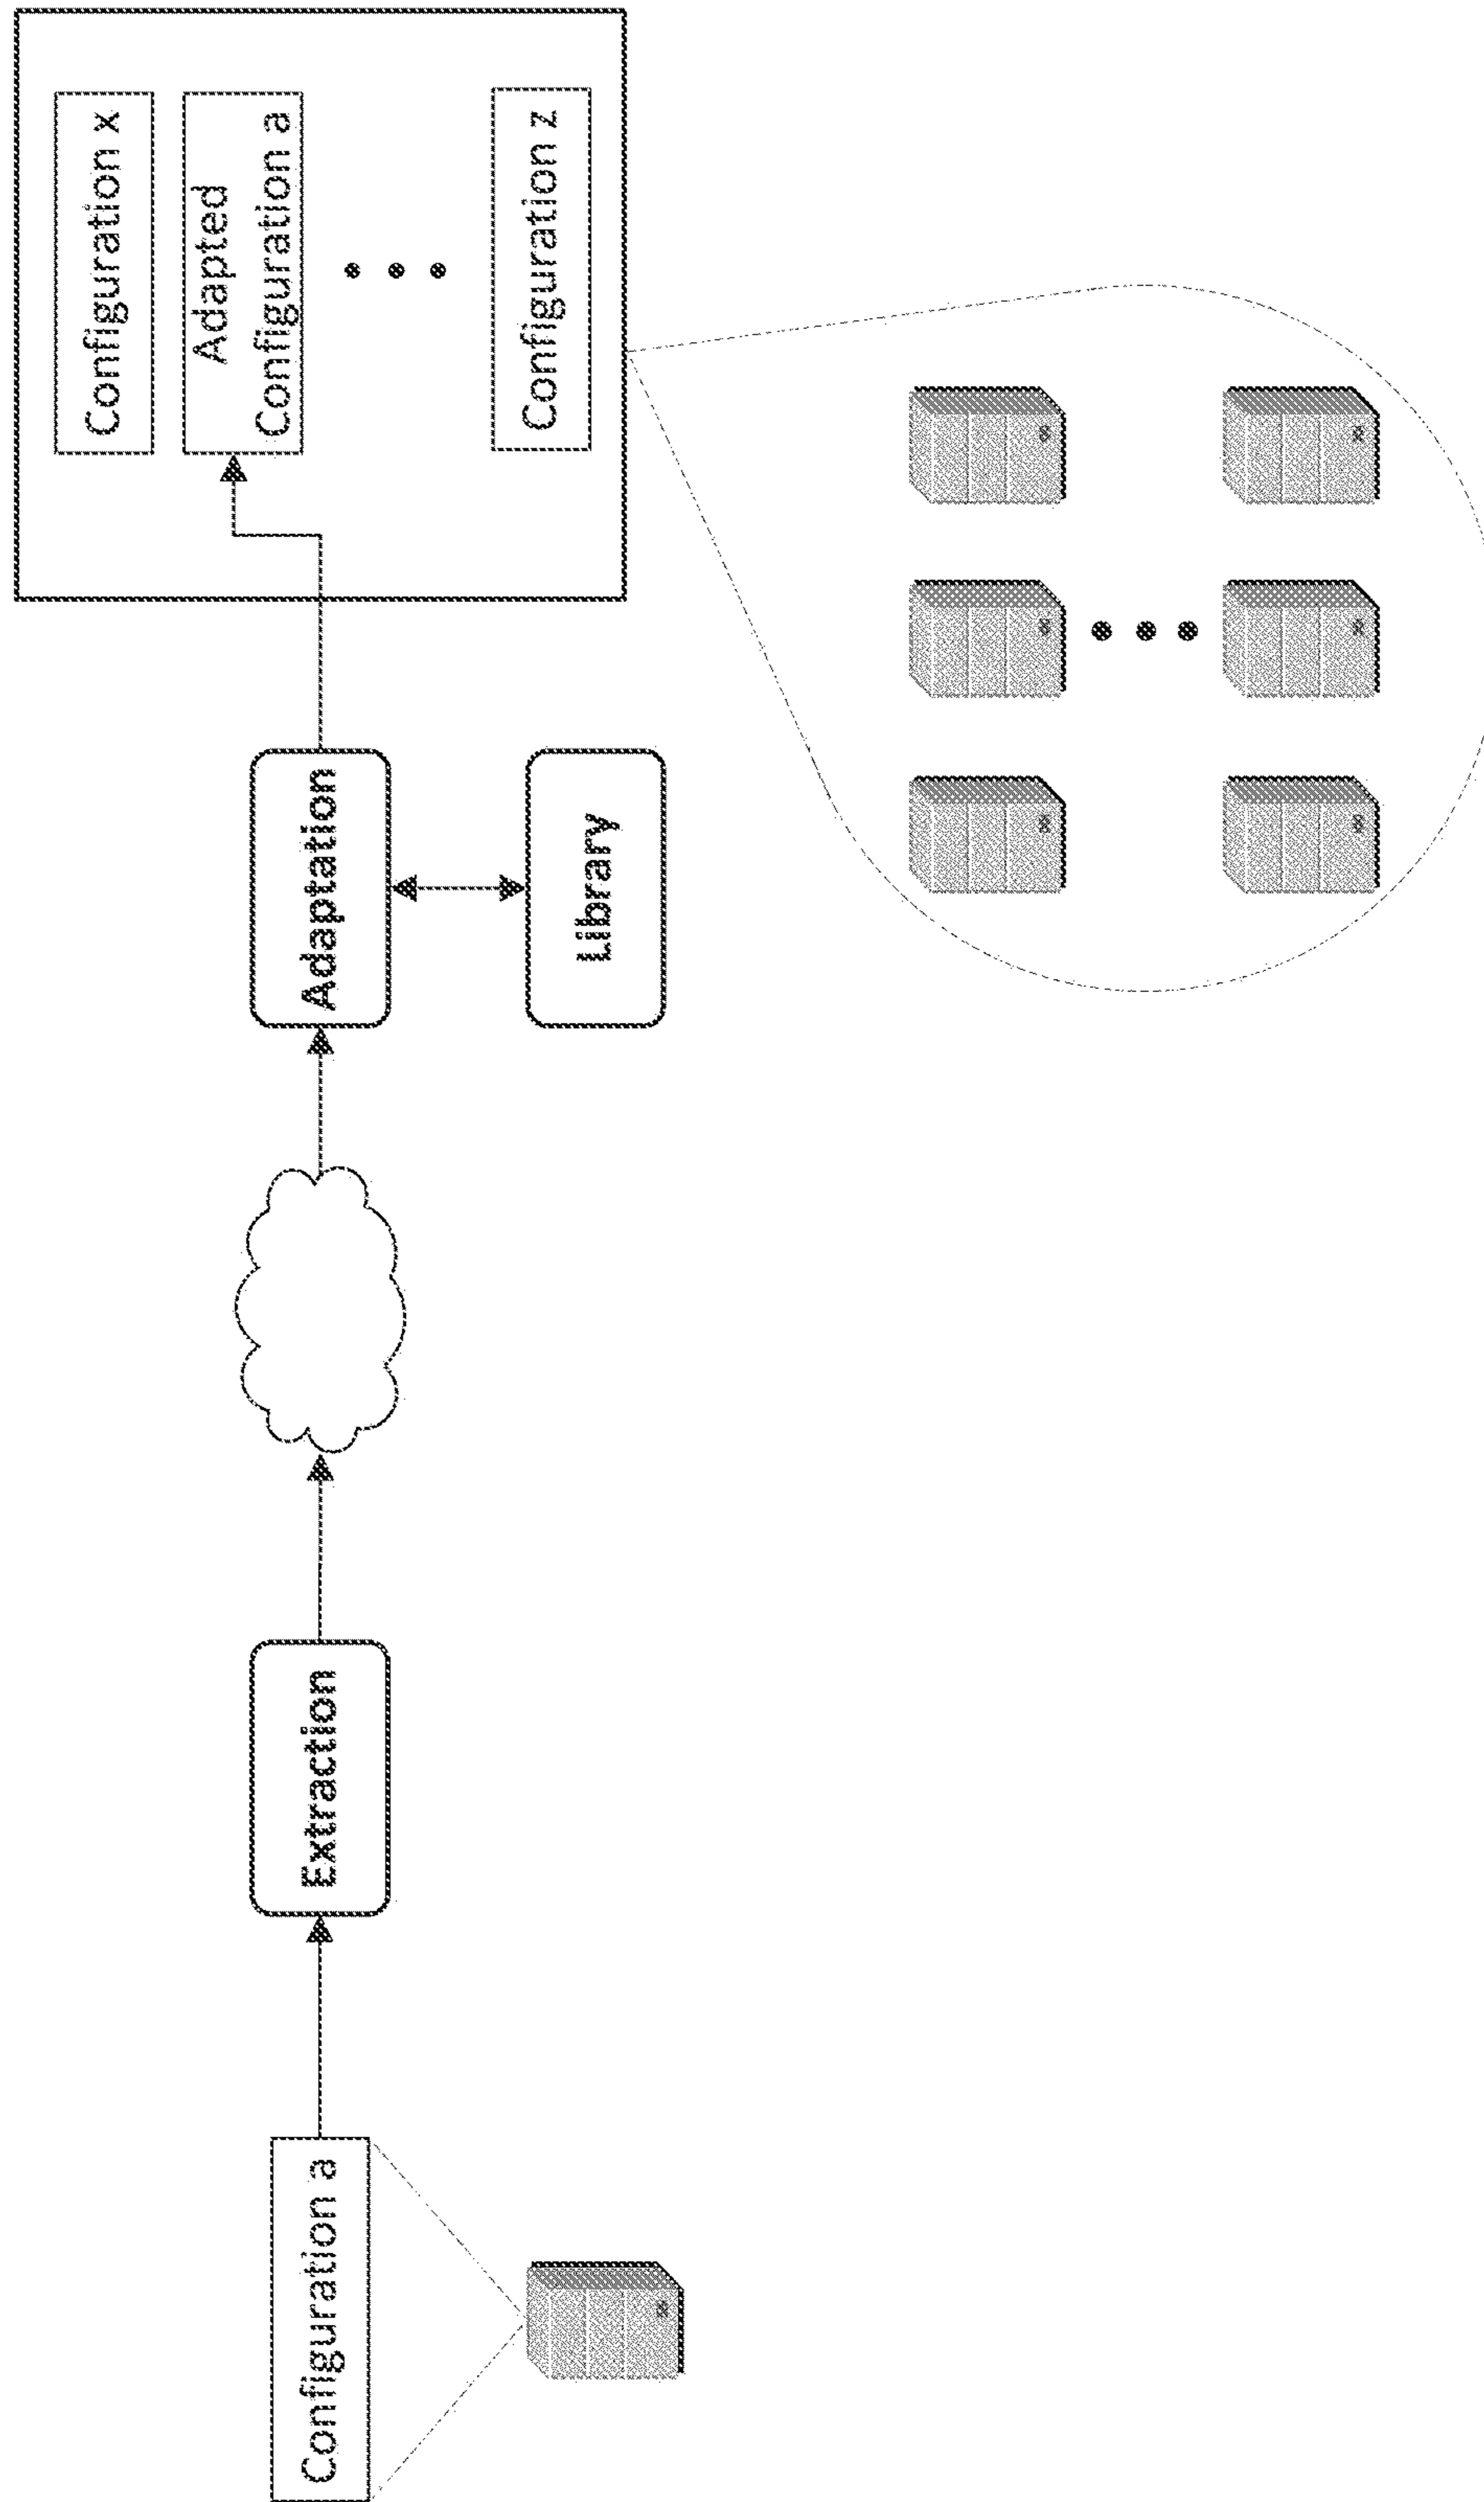 Configuration a
Extraction
Adaptation
Library
Configuration x
Adapted
Configuration a
Configuration z